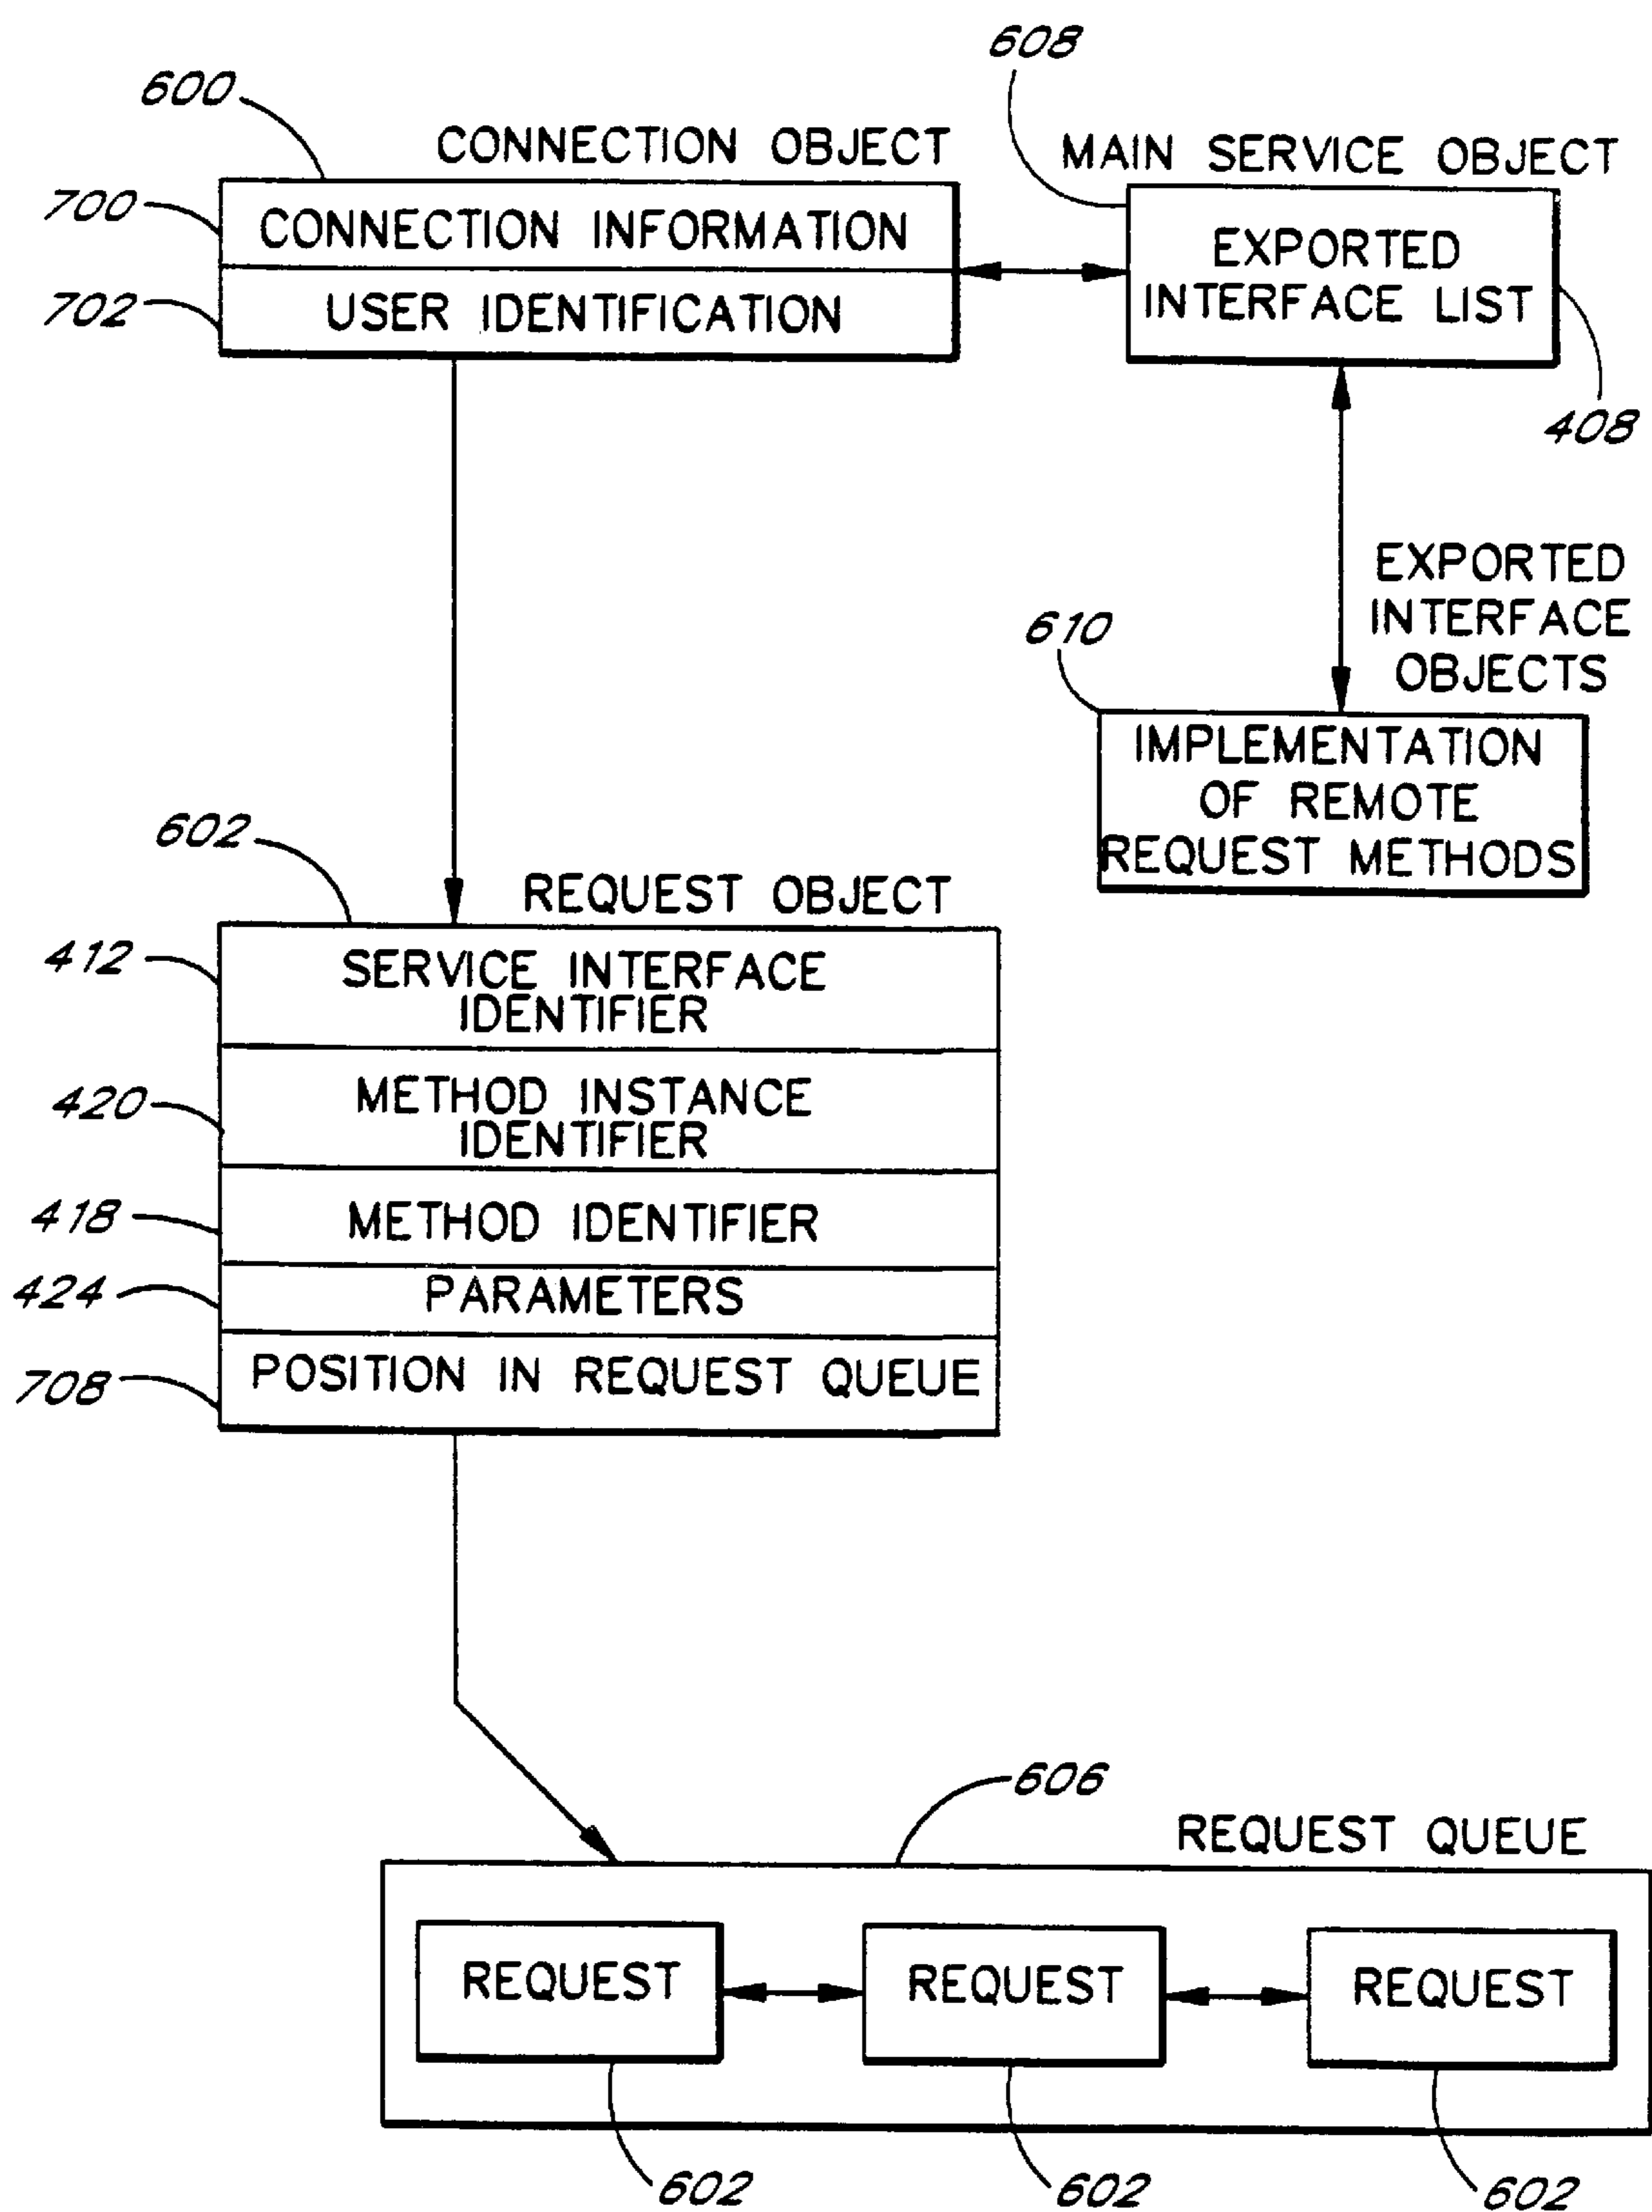 608
600
CONNECTION OBJECT
MAIN SERVICE OBJECT
700
CONNECTION INFORMATION
EXPORTED
INTERFACE LIST
702
USER IDENTIFICATION
408
EXPORTED
INTERFACE
OBJECTS
610
IMPLEMENTATION
OF REMOTE
REQUEST METHODS
602
REQUEST OBJECT
412
SERVICE INTERFACE
IDENTIFIER
420
METHOD INSTANCE
IDENTIFIER
418
METHOD IDENTIFIER
424
PARAMETERS
708
POSITION IN REQUEST QUEUE
606
REQUEST QUEUE
REQUEST
REQUEST
REQUEST
602
602
602